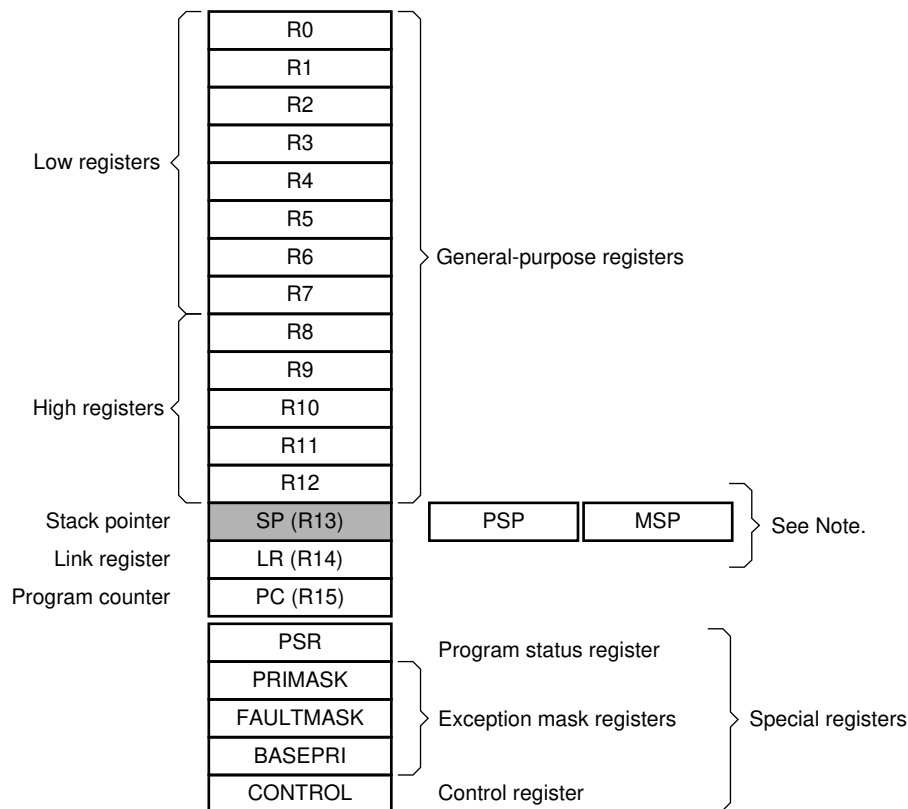 R0
R1
R2
R3
Low registers
R4
R5
R6
General-purpose registers
R7
R8
R9
High registers
R10
R11
R12
Stack pointer SP (R13) PSP MSP See Note.
Link register LR (R14)
Program counter PC (R15)
PSR Program status register
PRIMASK
FAULTMASK Exception mask registers Special registers
BASEPRI
CONTROL Control register